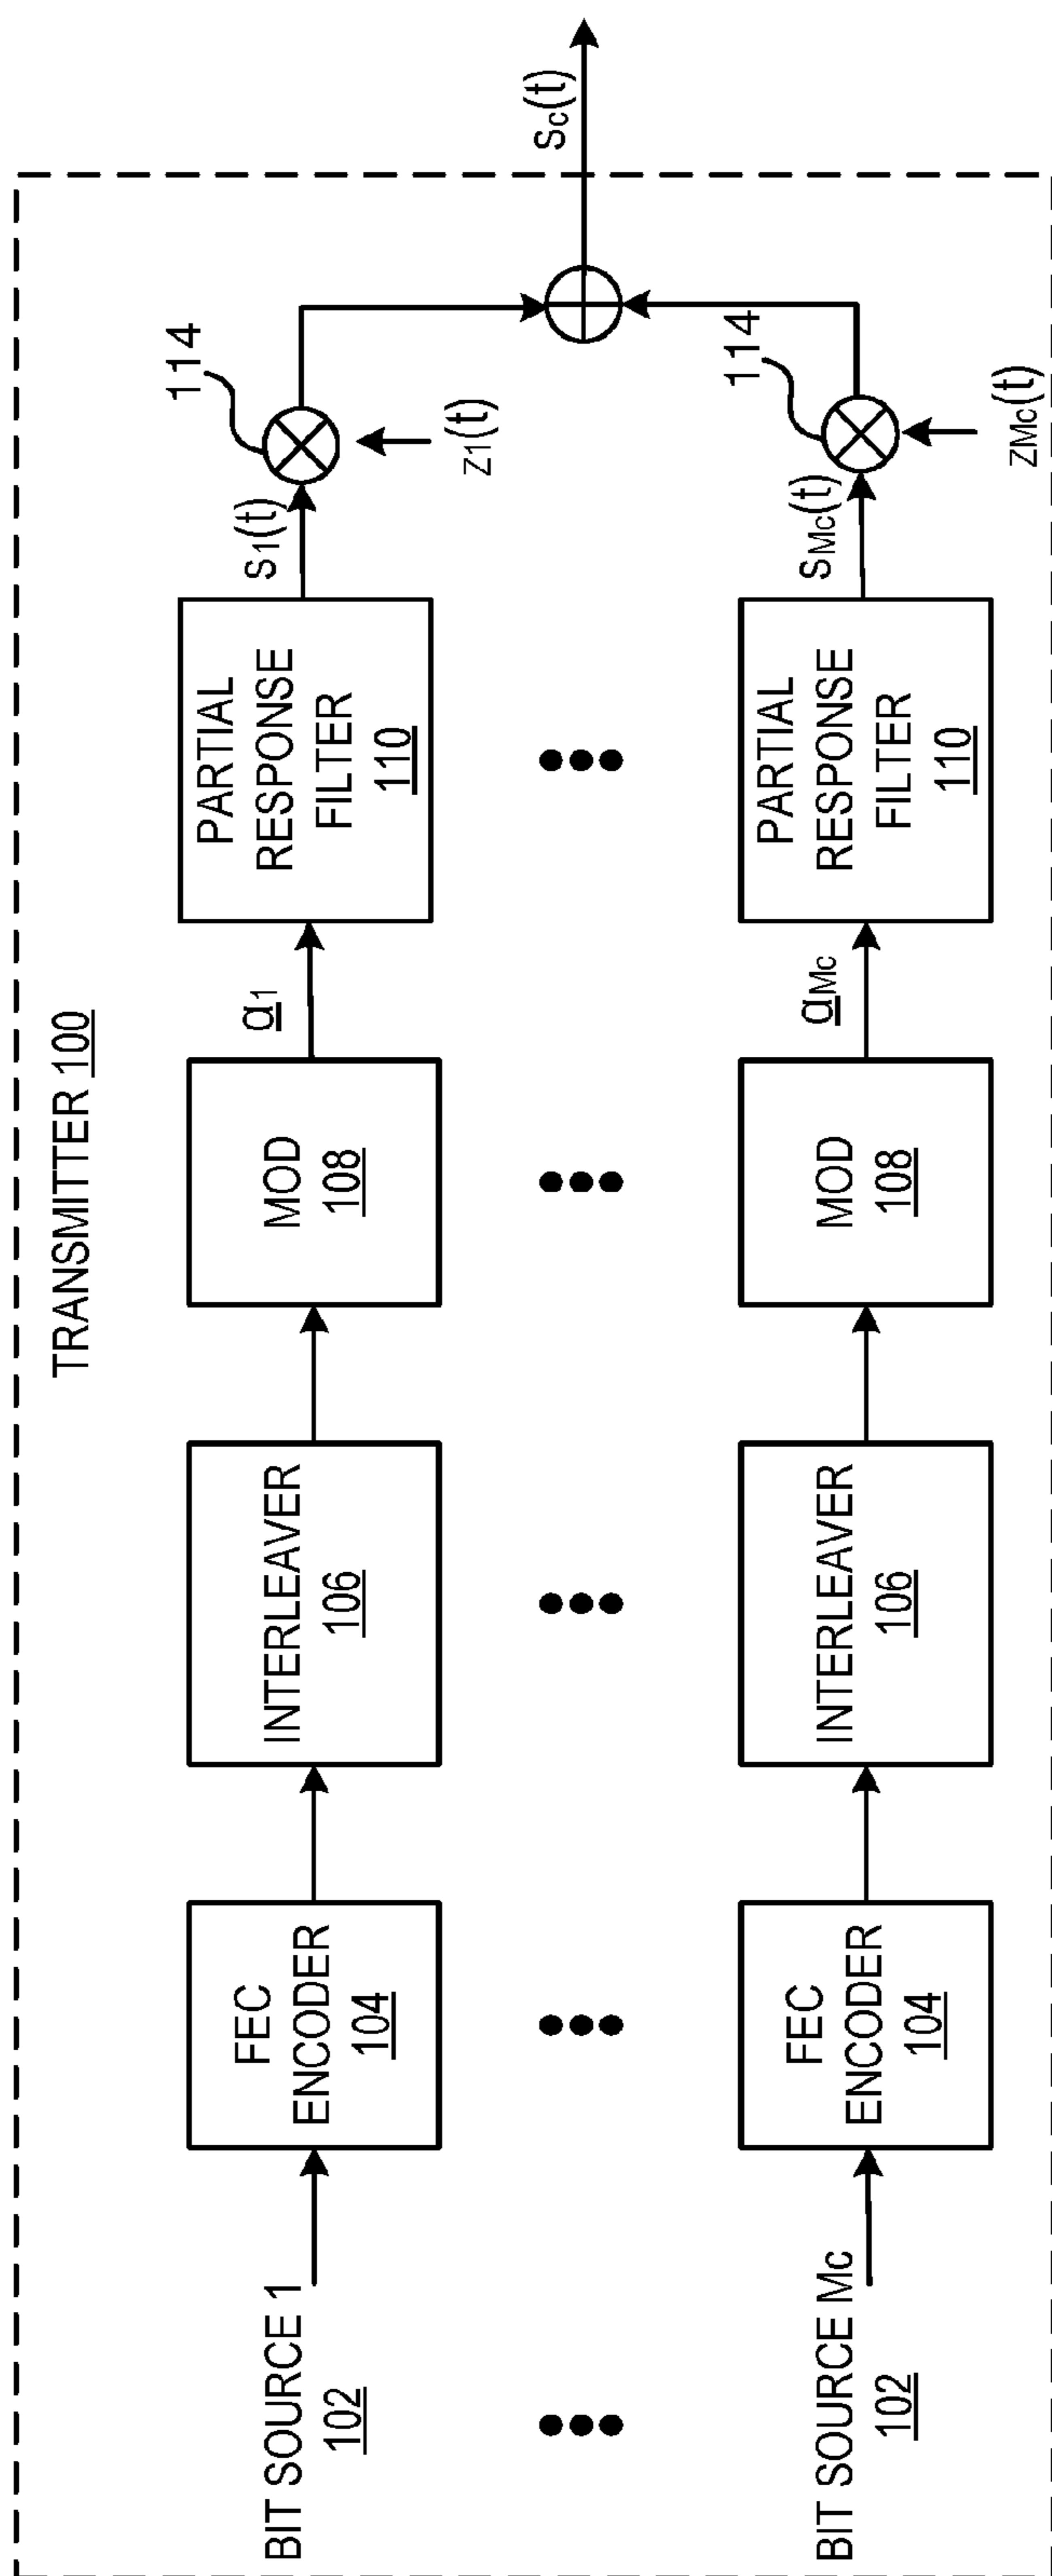 TRANSMITTER 100
BIT SOURCE 1
102
FEC
ENCODER
104
INTERLEAVER
106
MOD
108
α1
PARTIAL
RESPONSE
FILTER
110
s1(t)
114
z1(t)
sc(t)
BIT SOURCE Mc
102
FEC
ENCODER
104
INTERLEAVER
106
MOD
108
αMc
PARTIAL
RESPONSE
FILTER
110
sMc(t)
114
zMc(t)